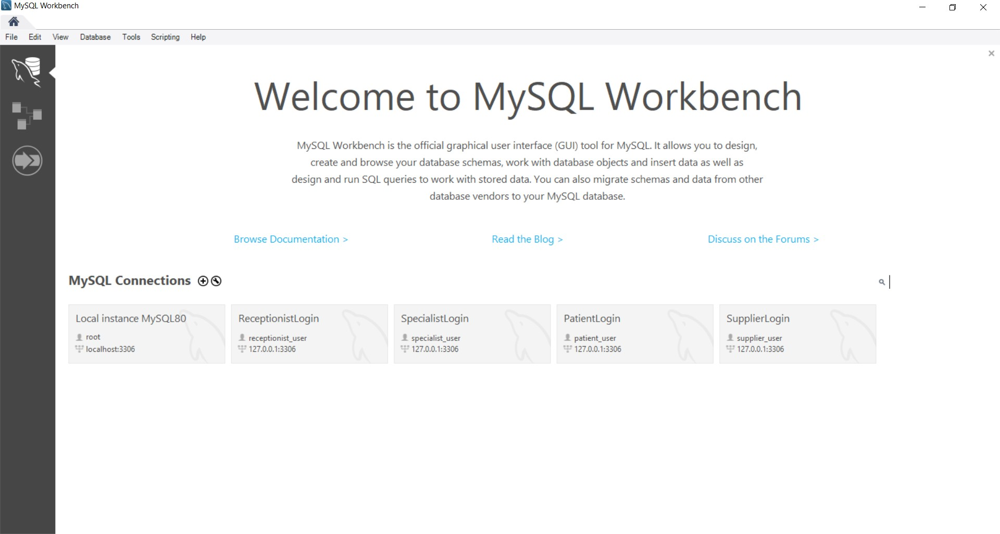 MySQL Workbench
File Edit View Database Tools Scripting Help
Welcome to MySQL Workbench
MySQL Workbench is the official graphical user interface (GUI) tool for MySQL. It allows you to design,
create and browse your database schemas, work with database objects and insert data as well as
design and run SQL queries to work with stored data. You can also migrate schemas and data from other
database vendors to your MySQL database.
Browse Documentation > Read the Blog > Discuss on the Forums >
MySQL Connections
Local instance MySQL80
root
localhost:3306
ReceptionistLogin
receptionist_user
127.0.0.1:3306
SpecialistLogin
specialist_user
127.0.0.1:3306
PatientLogin
patient_user
127.0.0.1:3306
SupplierLogin
supplier_user
127.0.0.1:3306